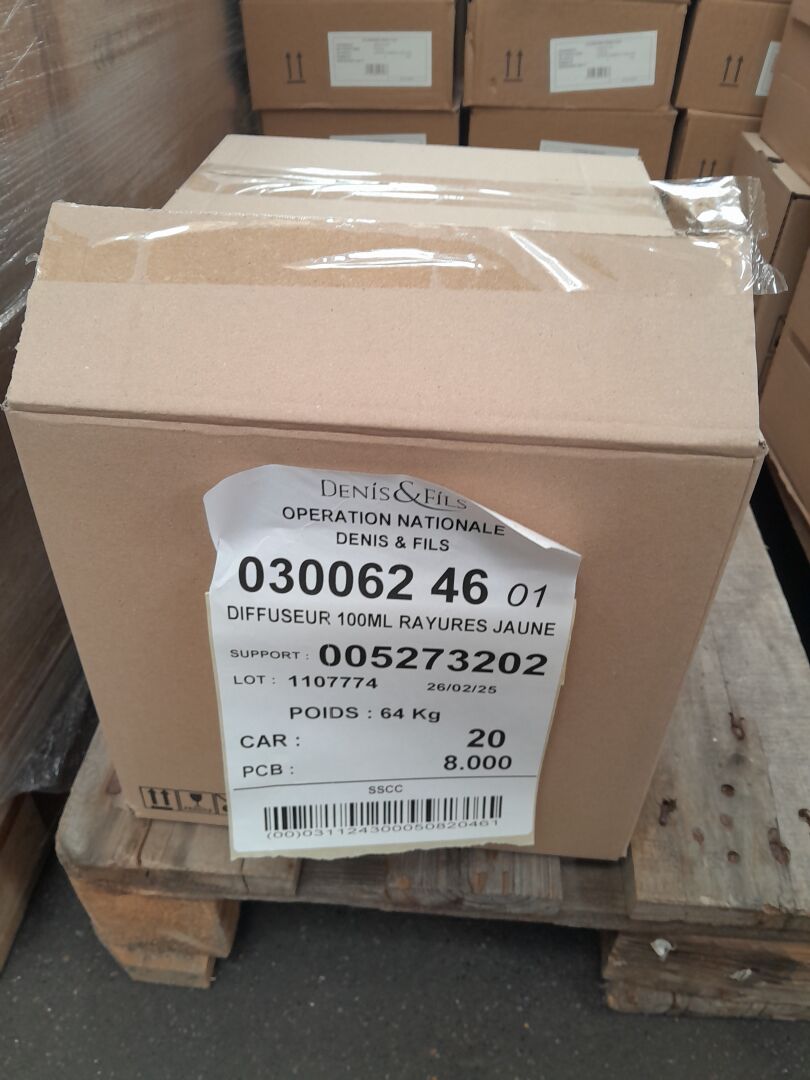 DENIS & FILS
OPERATION NATIONALE
DENIS & FILS
030062 46 01
DIFFUSEUR 100ML RAYURES JAUNE
SUPPORT : 005273202
LOT : 1107774 26/02/25
POIDS : 64 Kg
CAR : 20
PCB : 8.000
SSCC
(00)031124300050820461